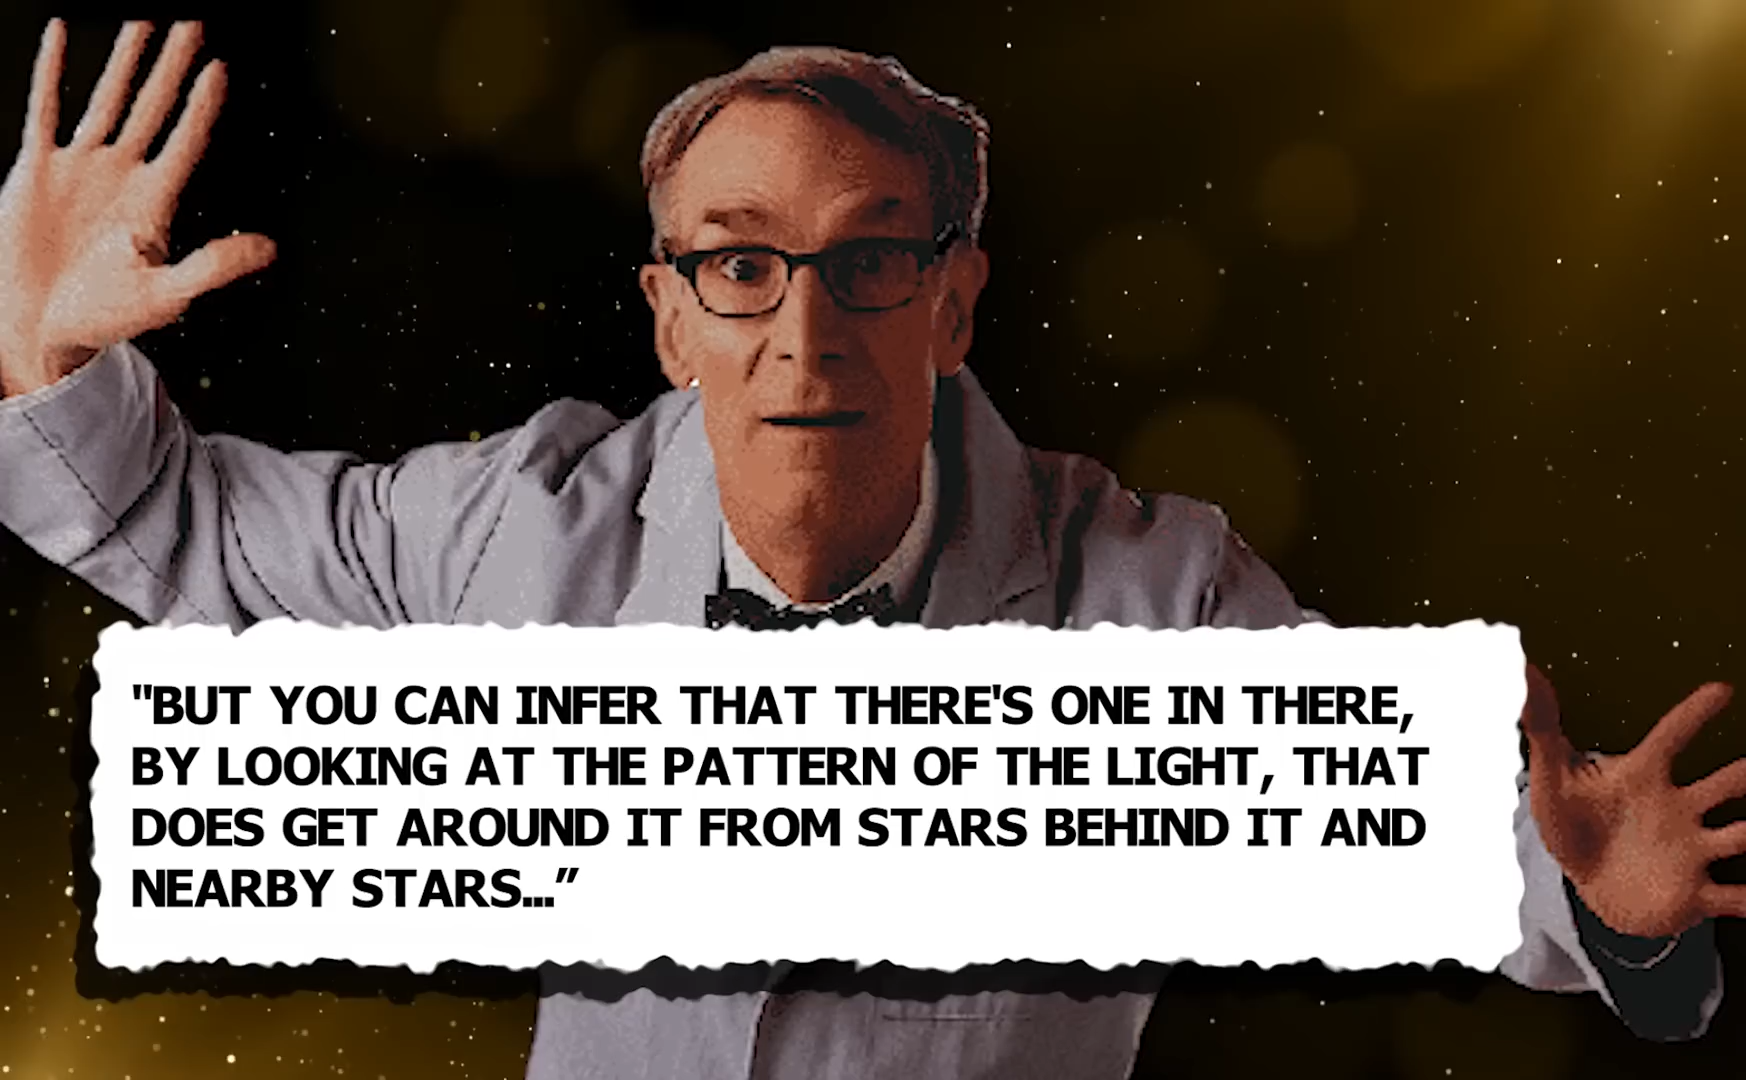 "BUT YOU CAN INFER THAT THERE'S ONE IN THERE,
BY LOOKING AT THE PATTERN OF THE LIGHT, THAT
DOES GET AROUND IT FROM STARS BEHIND IT AND
NEARBY STARS...”